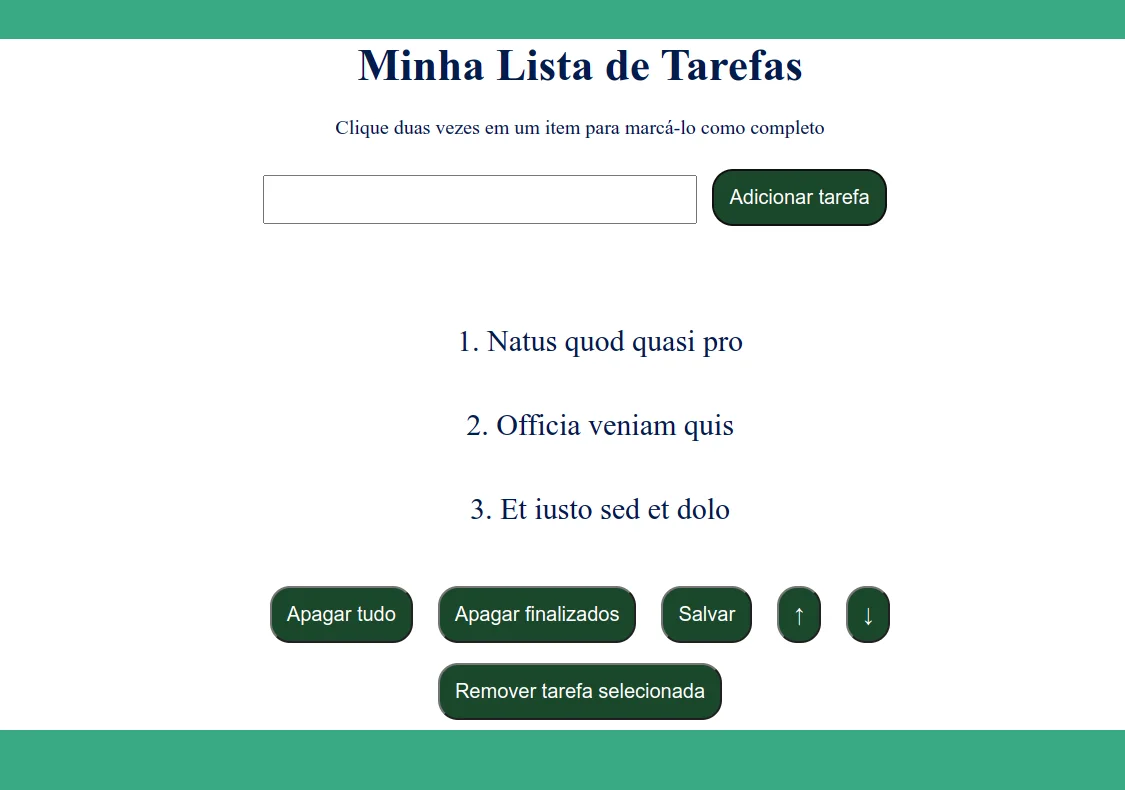 Minha Lista de Tarefas
Clique duas vezes em um item para marcá-lo como completo
Adicionar tarefa
1. Natus quod quasi pro
2. Officia veniam quis
3. Et iusto sed et dolo
Apagar tudo Apagar finalizados Salvar ↑ ↓
Remover tarefa selecionada